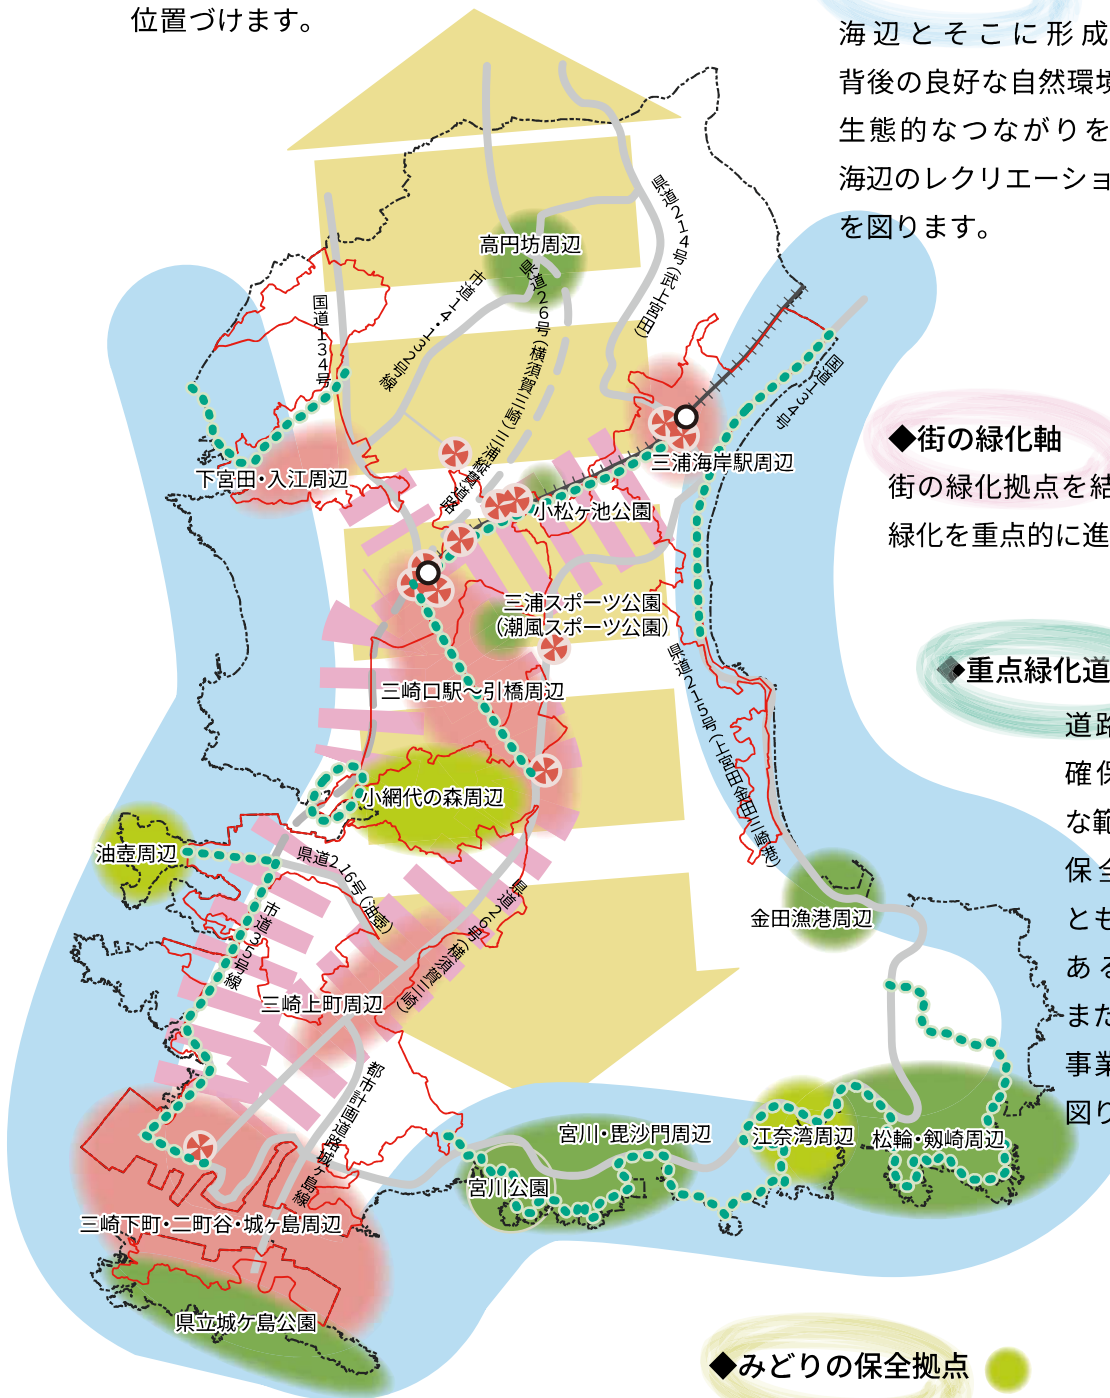 位置づけます。
海辺とそこに形成
背後の良好な自然環境
生態的なつながりを
海辺のレクリエーショ
を図ります。
高円坊周辺
県道214号(武上宮田)
市道14・132号線
県道26号(横須賀三崎)三浦縦貫道路
国道134号
国道134号
◆街の緑化軸
街の緑化拠点を結
緑化を重点的に進
下宮田・入江周辺
三浦海岸駅周辺
小松ヶ池公園
三浦スポーツ公園
(潮風スポーツ公園)
県道215号(上宮田金田三崎港)
◆重点緑化道
道路
確保
な範
保全
とも
ある
また
事業
図り
三崎口駅～引橋周辺
小網代の森周辺
油壺周辺
県道216号(油壺)
県道26号(横須賀三崎)
市道35号線
金田漁港周辺
三崎上町周辺
都市計画道路城ヶ島線
宮川・毘沙門周辺
江奈湾周辺
松輪・剱崎周辺
宮川公園
三崎下町・二町谷・城ヶ島周辺
県立城ケ島公園
◆みどりの保全拠点